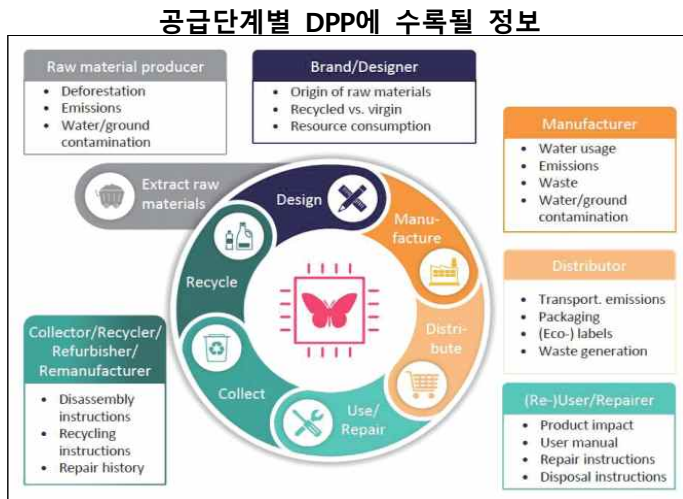 공급단계별 DPP에 수록될 정보
Raw material producer
• Deforestation
• Emissions
• Water/ground
contamination
Brand/Designer
• Origin of raw materials
• Recycled vs. virgin
• Resource consumption
Manufacturer
• Water usage
• Emissions
• Waste
• Water/ground
contamination
Extract raw
materials
Design
Manu-
facture
Distri-
bute
Use/
Repair
Collect
Recycle
Distributor
• Transport. emissions
• Packaging
• (Eco-) labels
• Waste generation
Collector/Recycler/
Refurbisher/
Remanufacturer
• Disassembly
instructions
• Recycling
instructions
• Repair history
(Re-)User/Repairer
• Product impact
• User manual
• Repair instructions
• Disposal instructions